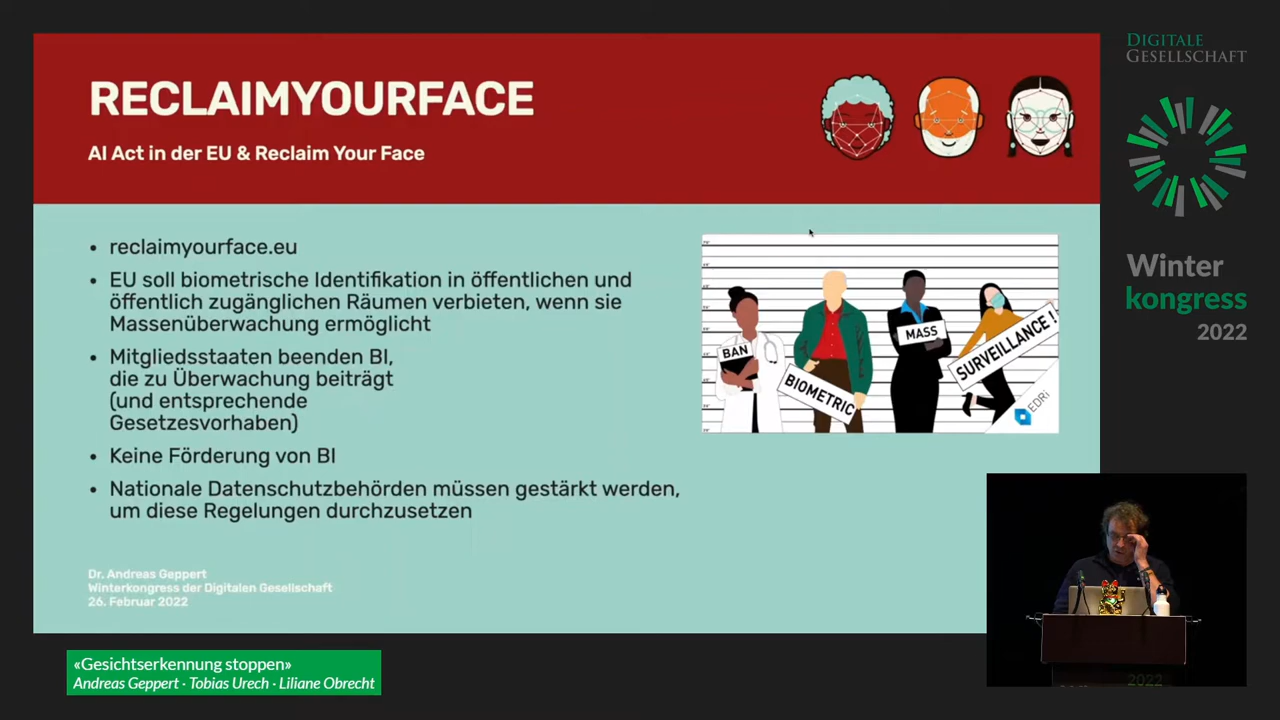 RECLAIMYOURFACE
AI Act in der EU & Reclaim Your Face
• reclaimyourface.eu
• EU soll biometrische Identifikation in öffentlichen und
öffentlich zugänglichen Räumen verbieten, wenn sie
Massenüberwachung ermöglicht
• Mitgliedsstaaten beenden BI,
die zu Überwachung beiträgt
(und entsprechende
Gesetzesvorhaben)
• Keine Förderung von BI
• Nationale Datenschutzbehörden müssen gestärkt werden,
um diese Regelungen durchzusetzen
BAN
BIOMETRIC
MASS
SURVEILLANCE !
EDRi
Dr. Andreas Geppert
Winterkongress der Digitalen Gesellschaft
26. Februar 2022
DIGITALE
GESELLSCHAFT
Winter
kongress
2022
2022
«Gesichtserkennung stoppen»
Andreas Geppert · Tobias Urech · Liliane Obrecht